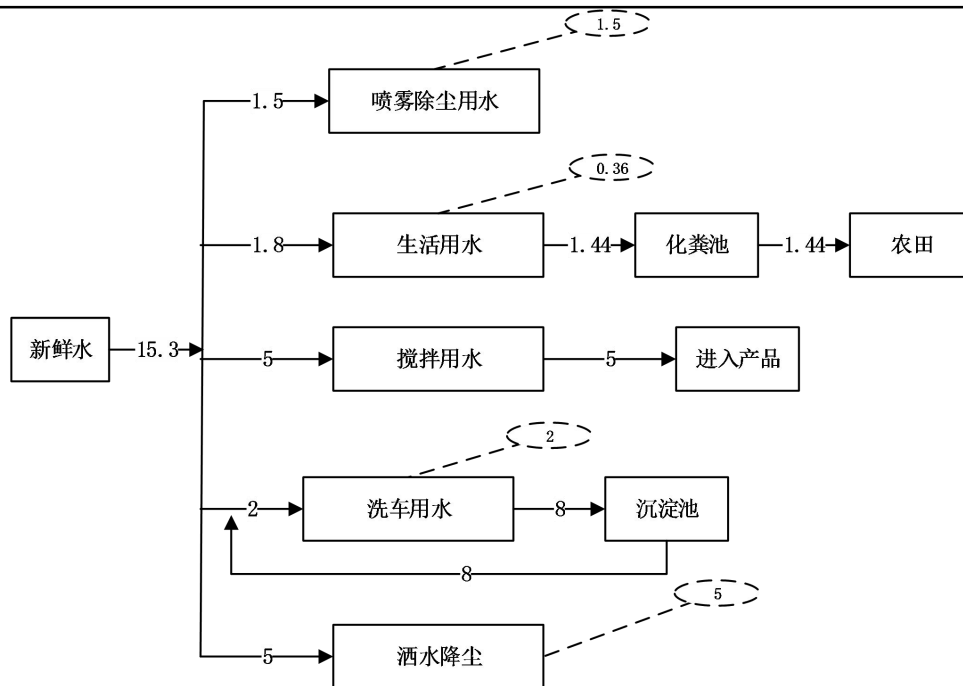 1.5
1.5
喷雾除尘用水
0.36
1.8
生活用水
1.44
化粪池
1.44
农田
新鲜水
15.3
5
搅拌用水
5
进入产品
2
2
洗车用水
8
沉淀池
8
5
5
洒水降尘